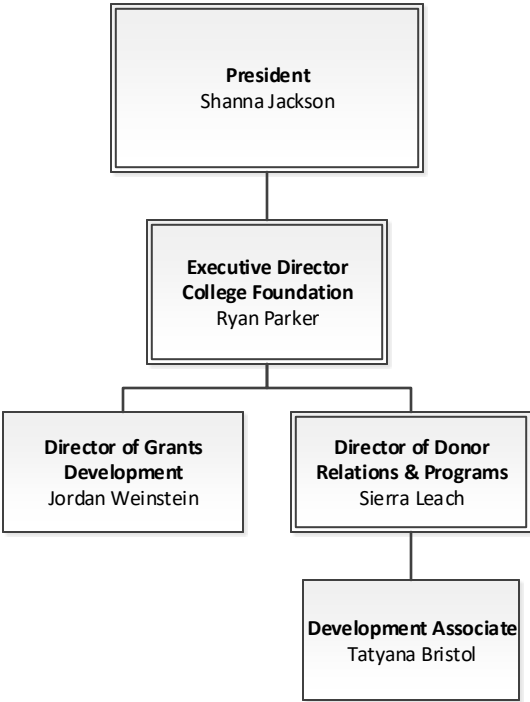 President
Shanna Jackson
Executive Director
College Foundation
Ryan Parker
Director of Grants
Development
Jordan Weinstein
Director of Donor
Relations & Programs
Sierra Leach
Development Associate
Tatyana Bristol